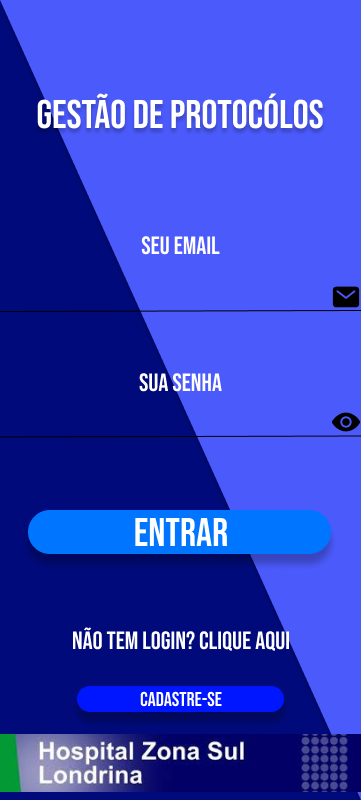 GESTÃO DE PROTOCÓLOS
SEU EMAIL
SUA SENHA
ENTRAR
NÃO TEM LOGIN? CLIQUE AQUI
CADASTRE-SE
Hospital Zona Sul
Londrina